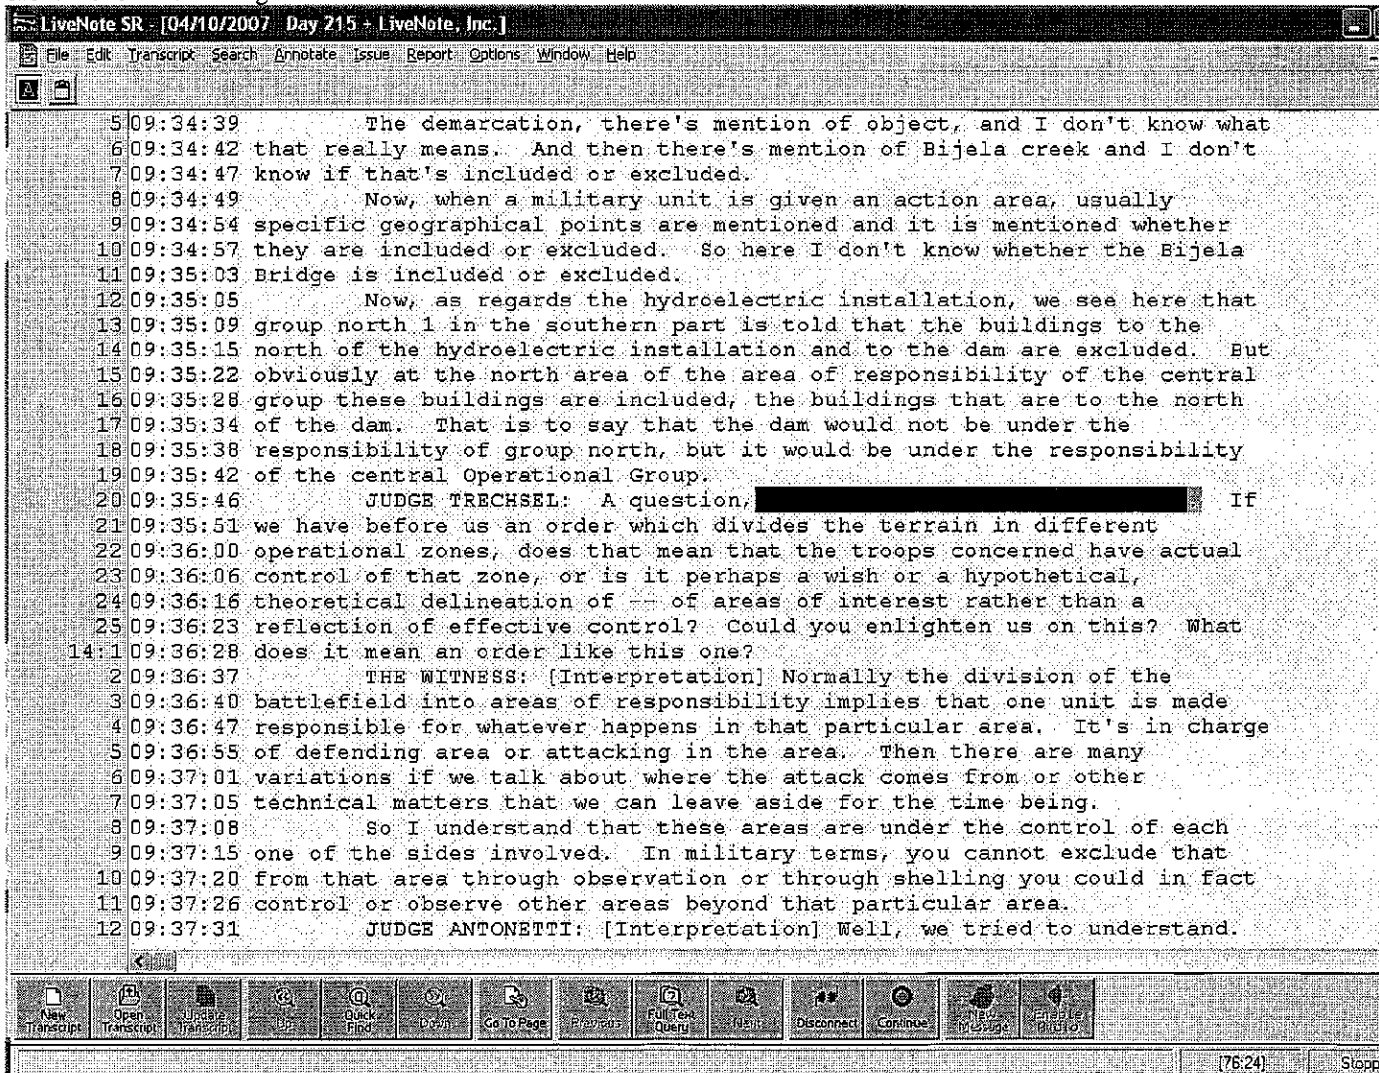 LiveNote SR - [04/10/2007 Day 215 + LiveNote, Inc.]
File Edit Transcript Search Annotate Issue Report Options Window Help
A
5 09:34:39 The demarcation, there's mention of object, and I don't know what
6 09:34:42 that really means. And then there's mention of Bijela creek and I don't
7 09:34:47 know if that's included or excluded.
8 09:34:49 Now, when a military unit is given an action area, usually
9 09:34:54 specific geographical points are mentioned and it is mentioned whether
10 09:34:57 they are included or excluded. So here I don't know whether the Bijela
11 09:35:03 Bridge is included or excluded.
12 09:35:05 Now, as regards the hydroelectric installation, we see here that
13 09:35:09 group north 1 in the southern part is told that the buildings to the
14 09:35:15 north of the hydroelectric installation and to the dam are excluded. But
15 09:35:22 obviously at the north area of the area of responsibility of the central
16 09:35:28 group these buildings are included, the buildings that are to the north
17 09:35:34 of the dam. That is to say that the dam would not be under the
18 09:35:38 responsibility of group north, but it would be under the responsibility
19 09:35:42 of the central Operational Group.
20 09:35:46 JUDGE TRECHSEL: A question, If
21 09:35:51 we have before us an order which divides the terrain in different
22 09:36:00 operational zones, does that mean that the troops concerned have actual
23 09:36:06 control of that zone, or is it perhaps a wish or a hypothetical,
24 09:36:16 theoretical delineation of -- of areas of interest rather than a
25 09:36:23 reflection of effective control? Could you enlighten us on this? What
14:1 09:36:28 does it mean an order like this one?
2 09:36:37 THE WITNESS: [Interpretation] Normally the division of the
3 09:36:40 battlefield into areas of responsibility implies that one unit is made
4 09:36:47 responsible for whatever happens in that particular area. It's in charge
5 09:36:55 of defending area or attacking in the area. Then there are many
6 09:37:01 variations if we talk about where the attack comes from or other
7 09:37:05 technical matters that we can leave aside for the time being.
8 09:37:08 So I understand that these areas are under the control of each
9 09:37:15 one of the sides involved. In military terms, you cannot exclude that
10 09:37:20 from that area through observation or through shelling you could in fact
11 09:37:26 control or observe other areas beyond that particular area.
12 09:37:31 JUDGE ANTONETTI: [Interpretation] Well, we tried to understand.
New Transcript Open Transcript Update Transcript Up Quick Find Down Go To Page Previous Full Text Query Next Disconnect Continue New Message
[76:24] Stopp